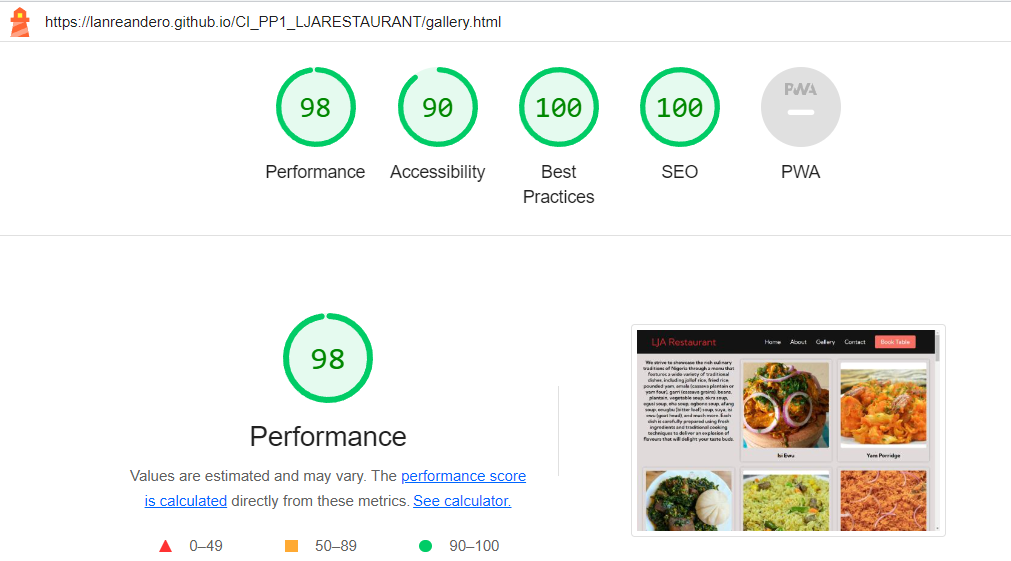 https://lanreandero.github.io/CI_PP1_LJARESTAURANT/gallery.html
98
90
100
100
PWA
Performance
Accessibility
Best
Practices
SEO
PWA
98
Performance
Values are estimated and may vary. The performance score
is calculated directly from these metrics. See calculator.
0–49
50–89
90–100
LJA Restaurant
Home
About
Gallery
Contact
Book Table
We strive to showcase the rich culinary
traditions of Nigeria through a menu that
features a wide variety of traditional
dishes, including jollof rice, fried rice,
pounded yam, amala (cassava plantain or
yam flour), garri (cassava grains), beans,
plantain, vegetable soup, okra soup,
egusi soup, oha soup, ogbono soup, afang
soup, onugbu (bitter leaf) soup, suya, isi
ewu (goat head), and much more. Each
dish is carefully prepared using fresh
ingredients and traditional cooking
techniques to deliver an explosion of
flavours that will delight your taste buds.
Isi Ewu
Yam Porridge